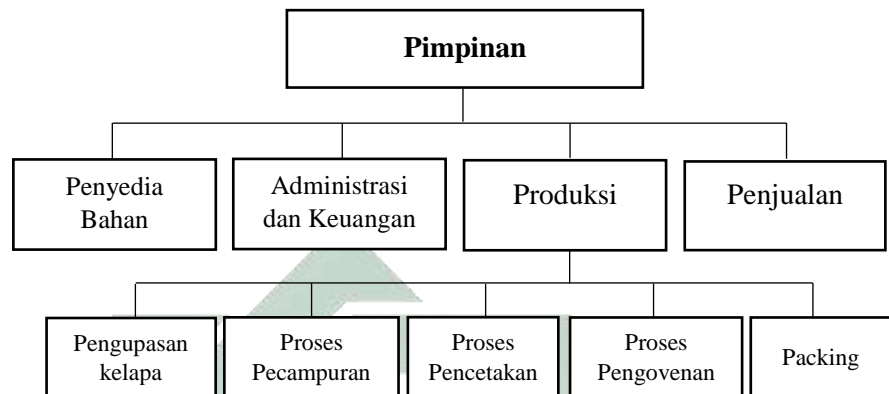 Pimpinan
Penyedia
Bahan
Administrasi
dan Keuangan
Produksi
Penjualan
Pengupasan
kelapa
Proses
Pecampuran
Proses
Pencetakan
Proses
Pengovenan
Packing